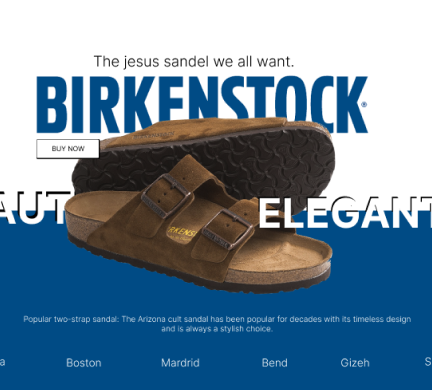 The jesus sandel we all want.
BIRKENSTOCK®
BUY NOW
AUT
ELEGANT
Popular two-strap sandal: The Arizona cult sandal has been popular for decades with its timeless design
and is always a stylish choice.
a Boston Mardrid Bend Gizeh S